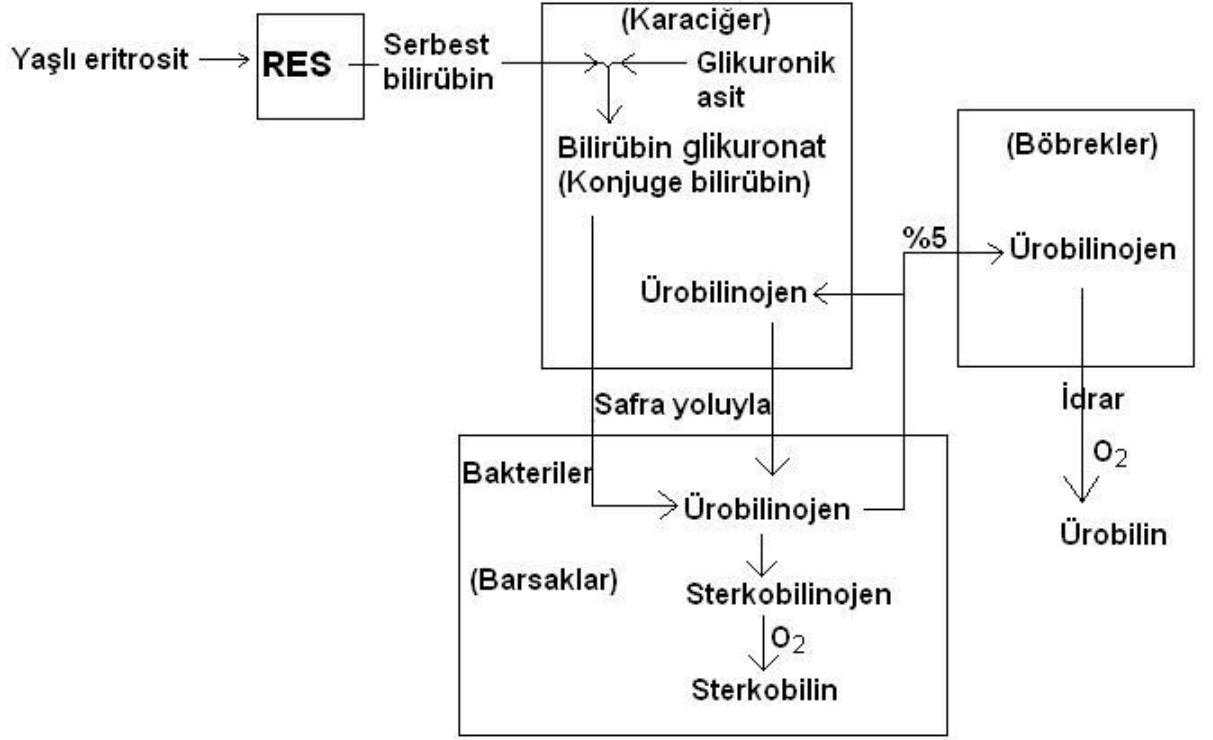 Yaşlı eritrosit
RES
Serbest
bilirübin
(Karaciğer)
Glikuronik
asit
Bilirübin glikuronat
(Konjuge bilirübin)
Ürobilinojen
%5
(Böbrekler)
Ürobilinojen
İdrar
O2
Ürobilin
Safra yoluyla
Bakteriler
Ürobilinojen
(Barsaklar)
Sterkobilinojen
O2
Sterkobilin